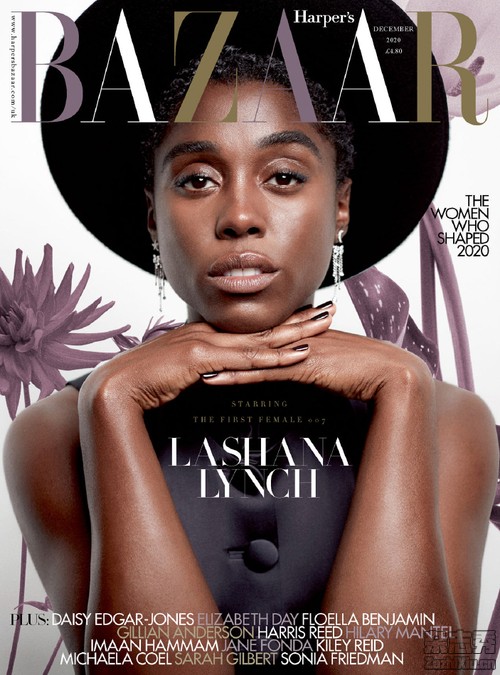 www.harpersbazaar.com/uk
Harper's
BAZAAR
DECEMBER
2020
£4.80
THE
WOMEN
WHO
SHAPED
2020
STARRING
THE FIRST FEMALE 007
LASHANA
LYNCH
PLUS: DAISY EDGAR-JONES ELIZABETH DAY FLOELLA BENJAMIN
GILLIAN ANDERSON HARRIS REED HILARY MANTEL
IMAAN HAMMAM JANE FONDA KILEY REID
MICHAELA COEL SARAH GILBERT SONIA FRIEDMAN